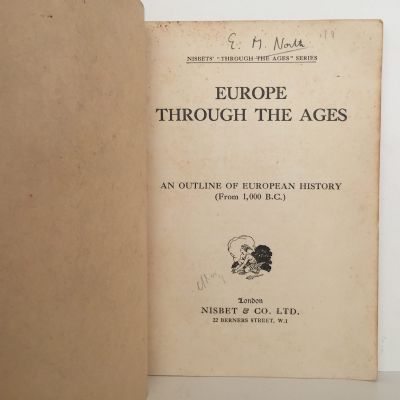 E. M. North
NISBETS' "THROUGH THE AGES" SERIES
EUROPE
THROUGH THE AGES
AN OUTLINE OF EUROPEAN HISTORY
(From 1,000 B.C.)
London
NISBET & CO. LTD.
22 BERNERS STREET, W.1